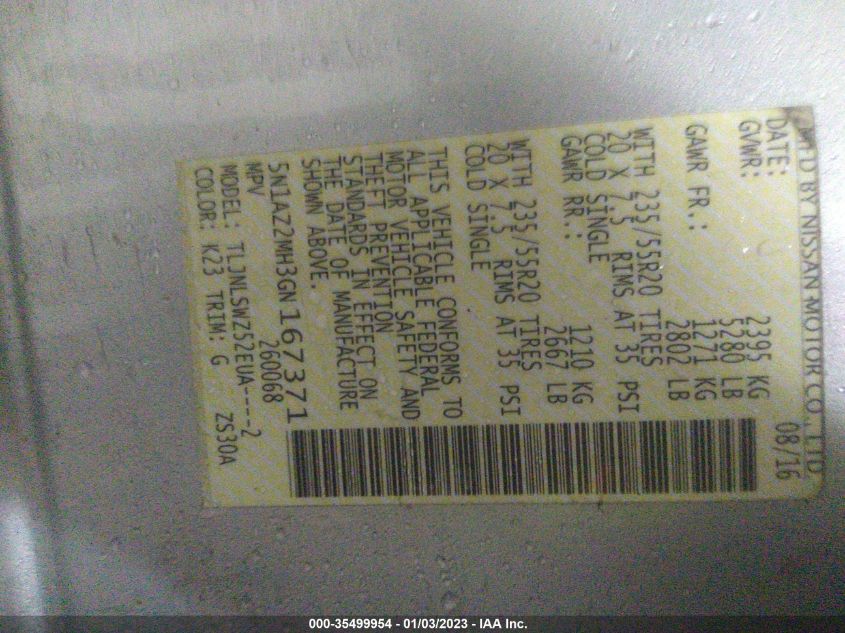 MFD BY NISSAN MOTOR CO., LTD
DATE: 08/16
GVWR: 2395 KG
5280 LB
GAWR FR.: 1271 KG
2802 LB
WITH 235/55R20 TIRES
20 X 7.5 RIMS AT 35 PSI
COLD SINGLE
GAWR RR.: 1210 KG
2667 LB
WITH 235/55R20 TIRES
20 X 7.5 RIMS AT 35 PSI
COLD SINGLE
THIS VEHICLE CONFORMS TO
ALL APPLICABLE FEDERAL
MOTOR VEHICLE SAFETY AND
THEFT PREVENTION
STANDARDS IN EFFECT ON
THE DATE OF MANUFACTURE
SHOWN ABOVE.
5N1AZ2MH3GN167371
MPV 260068
MODEL: TLJNLSWZ52EUA----2
COLOR: K23 TRIM: G ZS30A
000-35499954 - 01/03/2023 - IAA Inc.